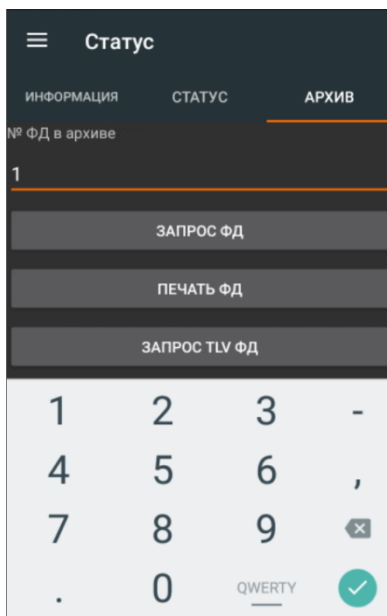 Статус
ИНФОРМАЦИЯ СТАТУС АРХИВ
№ ФД в архиве
1
ЗАПРОС ФД
ПЕЧАТЬ ФД
ЗАПРОС TLV ФД
1 2 3 -
4 5 6 ,
7 8 9
. 0 QWERTY